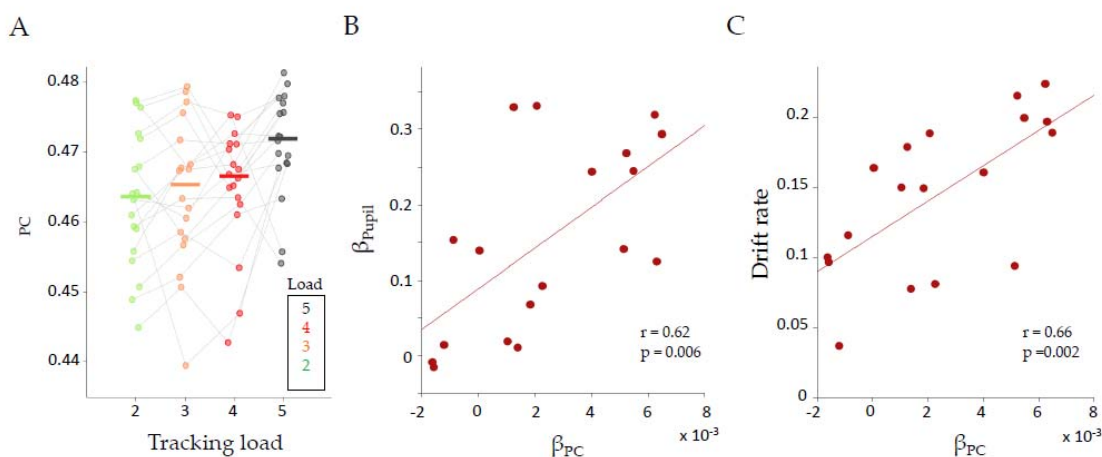 A
PC
0.48
0.47
0.46
0.45
0.44
Load
5
4
3
2
2 3 4 5
Tracking load
B
βPupil
0.3
0.2
0.1
0
-2 0 2 4 6 8
x 10-3
βPC
r = 0.62
p = 0.006
C
Drift rate
0.2
0.15
0.1
0.05
0
-2 0 2 4 6 8
x 10-3
βPC
r = 0.66
p =0.002